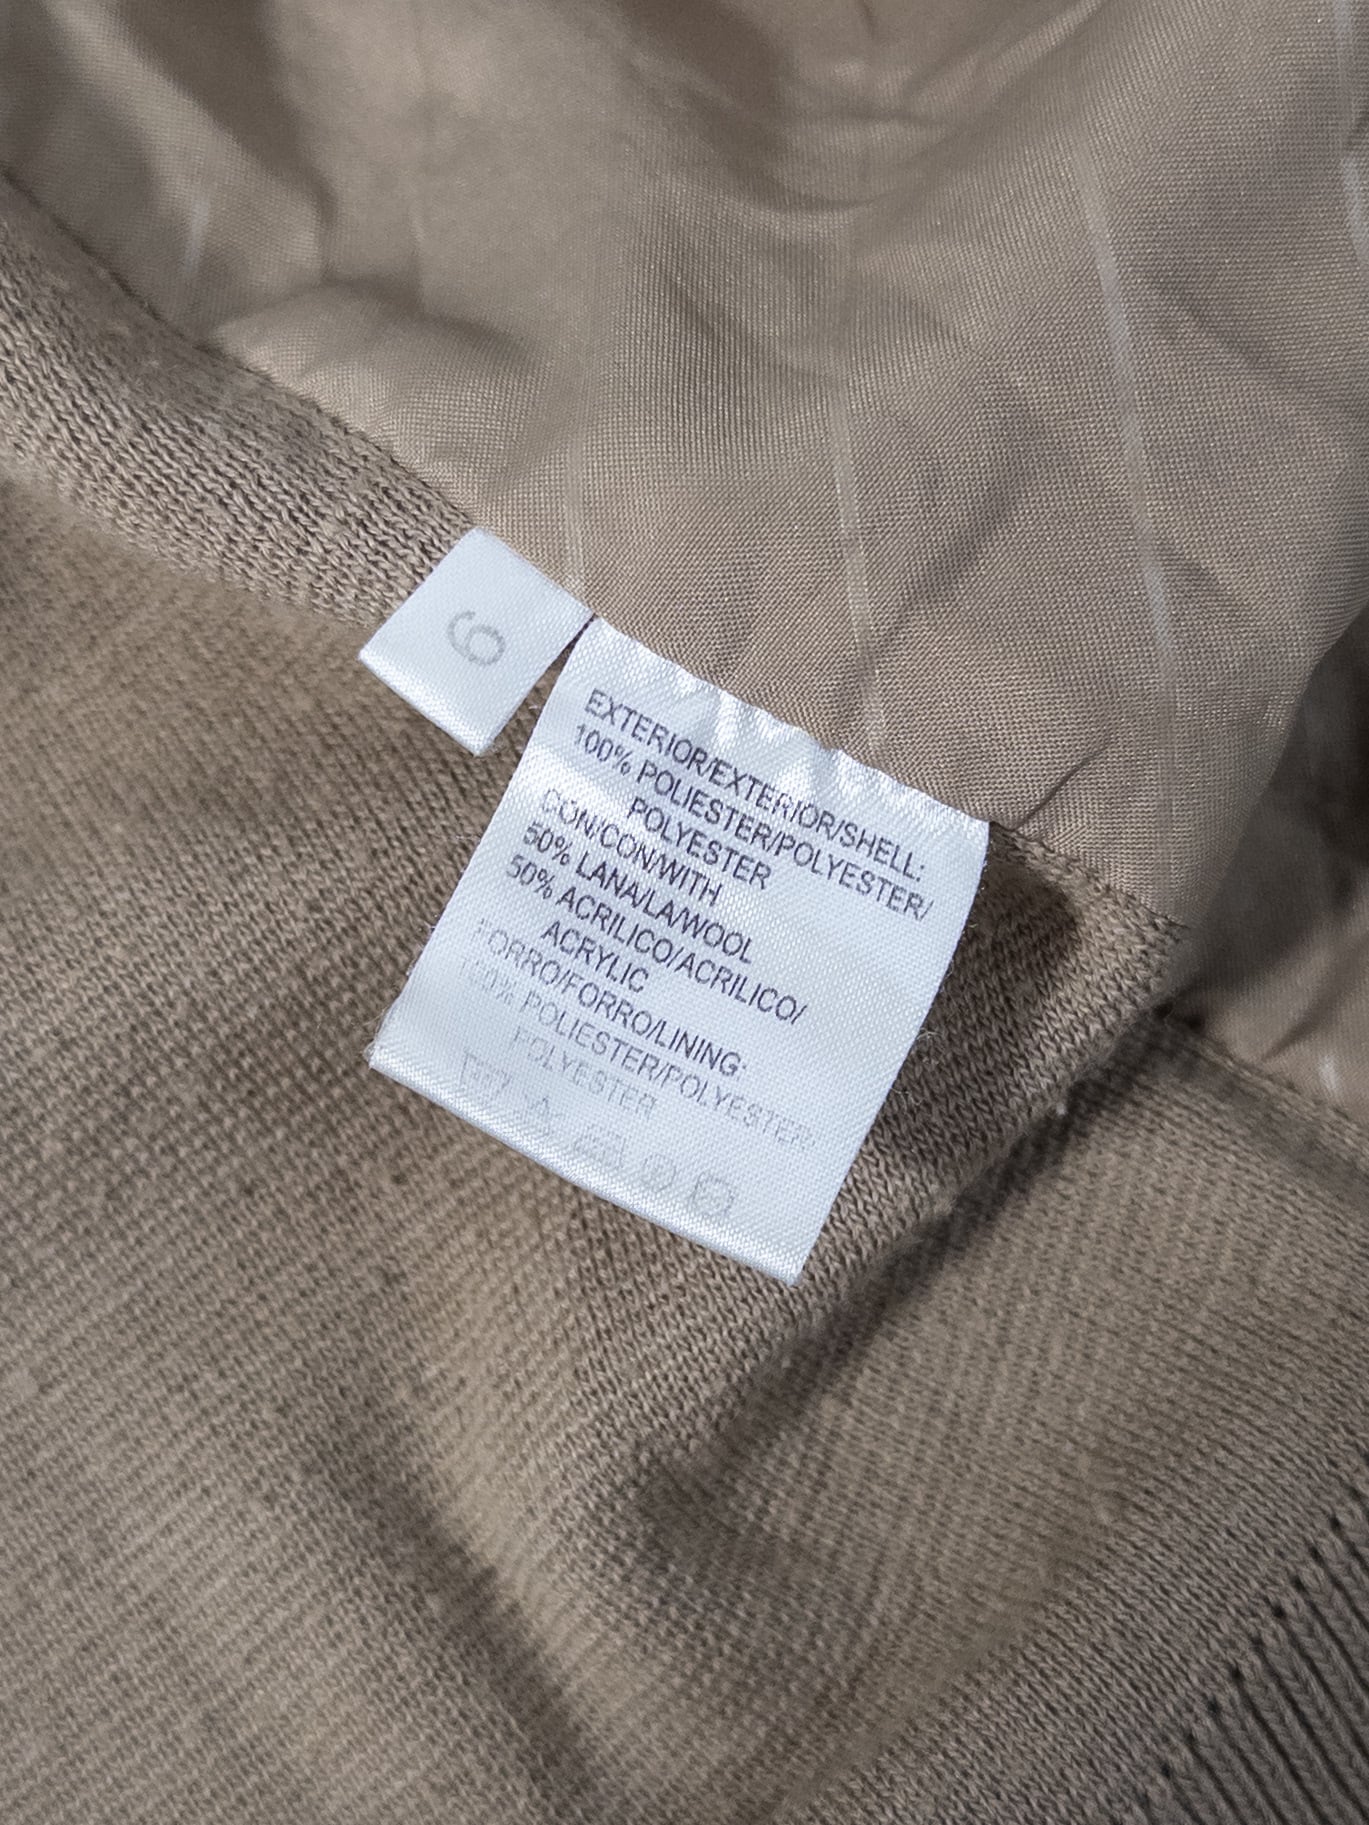 6
EXTERIOR/EXTERIOR/SHELL:
100% POLIESTER/POLYESTER/
POLYESTER
CON/CON/WITH
50% LANA/LA/WOOL
50% ACRILICO/ACRILICO/
ACRYLIC
FORRO/FORRO/LINING:
100% POLIESTER/POLYESTER/
POLYESTER